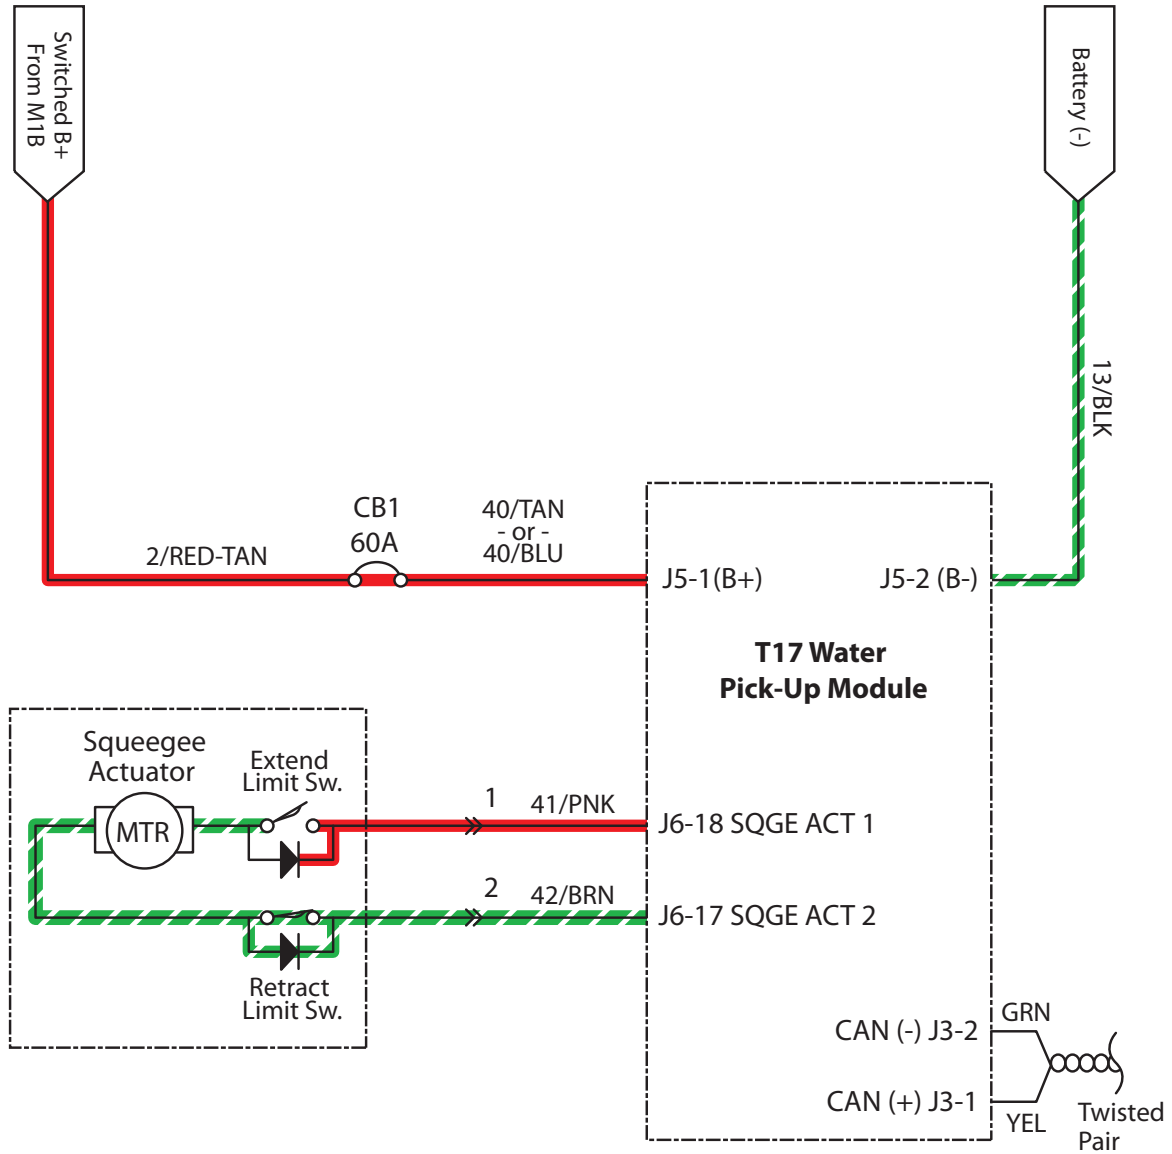 Switched B+
From M1B
Battery (-)
13/BLK
CB1
60A
40/TAN
- or -
40/BLU
2/RED-TAN
J5-1(B+)
J5-2 (B-)
T17 Water
Pick-Up Module
Squeegee
Actuator
Extend
Limit Sw.
MTR
1
41/PNK
J6-18 SQGE ACT 1
2
42/BRN
J6-17 SQGE ACT 2
Retract
Limit Sw.
CAN (-) J3-2
GRN
CAN (+) J3-1
YEL
Twisted
Pair